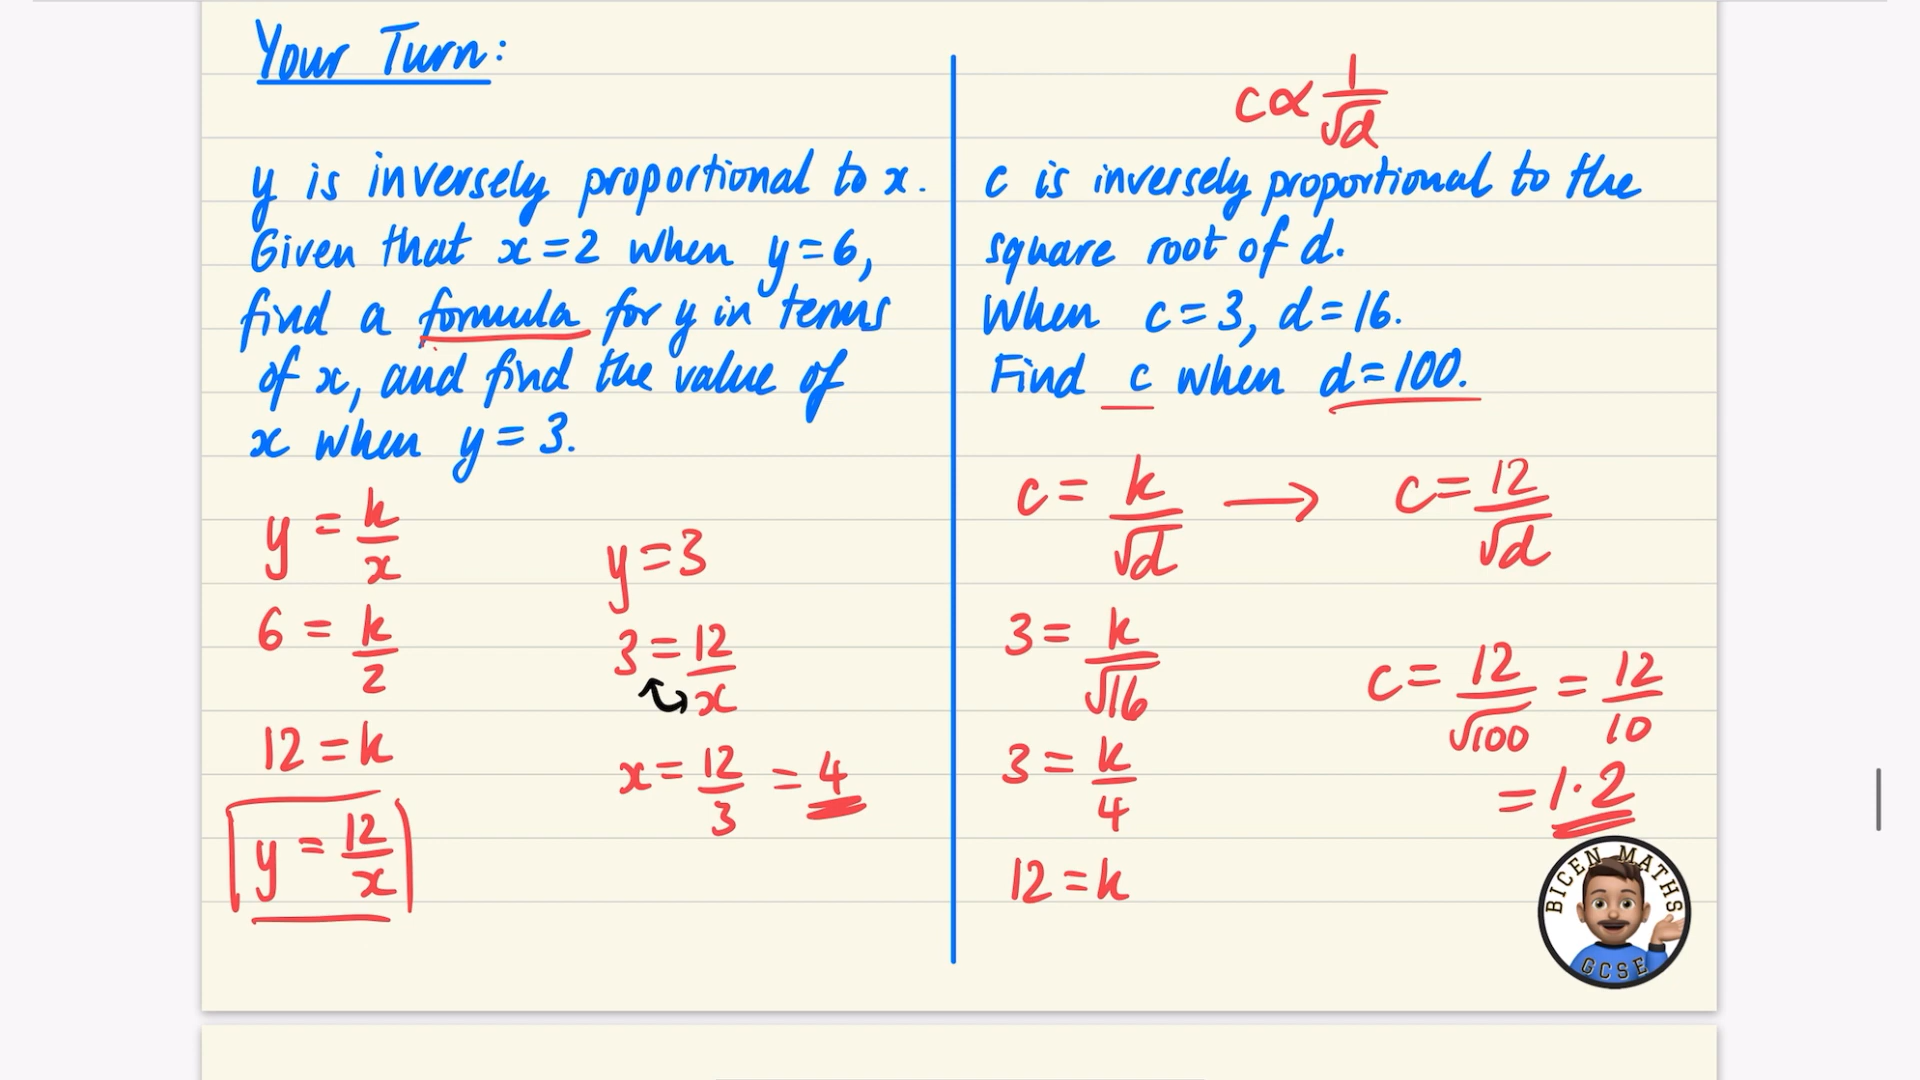 Your Turn:
y is inversely proportional to x.
Given that x=2 when y=6,
find a formula for y in terms
of x, and find the value of
x when y=3.
y = k/x
6 = k/2
12 = k
y = 12/x
y=3
3 = 12/x
x = 12/3 = 4
c ∝ 1/√d
c is inversely proportional to the
square root of d.
When c=3, d=16.
Find c when d=100.
c = k/√d → c = 12/√d
3 = k/√16
3 = k/4
12 = k
c = 12/√100 = 12/10
= 1·2
BICEN MATHS
GCSE